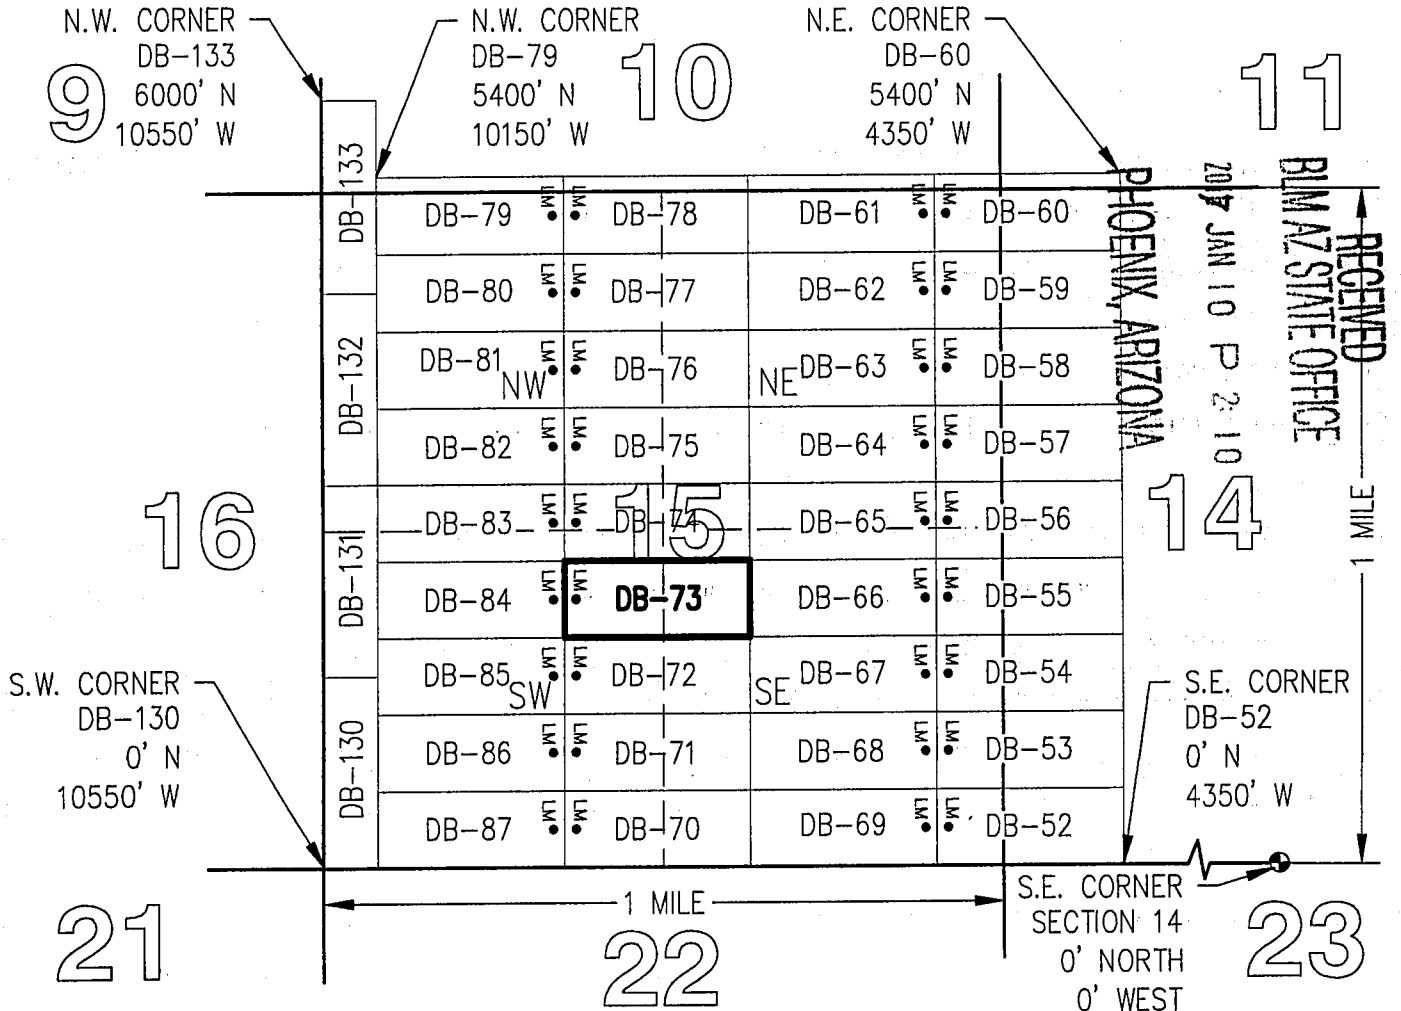 N.W. CORNER
DB-133
6000' N
10550' W
N.W. CORNER
DB-79
5400' N
10150' W
N.E. CORNER
DB-60
5400' N
4350' W
9
10
11
DB-133
DB-79
LM
LM
DB-78
DB-61
LM
LM
DB-60
DB-80
LM
LM
DB-77
DB-62
LM
LM
DB-59
DB-132
DB-81
NW
LM
LM
DB-76
NE
DB-63
LM
LM
DB-58
DB-82
LM
LM
DB-75
DB-64
LM
LM
DB-57
16
DB-83
LM
LM
DB-74
15
DB-65
LM
LM
DB-56
14
DB-131
DB-84
LM
LM
DB-73
DB-66
LM
LM
DB-55
DB-85
SW
LM
LM
DB-72
SE
DB-67
LM
LM
DB-54
DB-130
DB-86
LM
LM
DB-71
DB-68
LM
LM
DB-53
DB-87
LM
LM
DB-70
DB-69
LM
LM
DB-52
RECEIVED
BLM AZ STATE OFFICE
JAN 10 P 2:10
PHOENIX, ARIZONA
1 MILE
S.W. CORNER
DB-130
0' N
10550' W
S.E. CORNER
DB-52
0' N
4350' W
1 MILE
S.E. CORNER
SECTION 14
0' NORTH
0' WEST
21
22
23